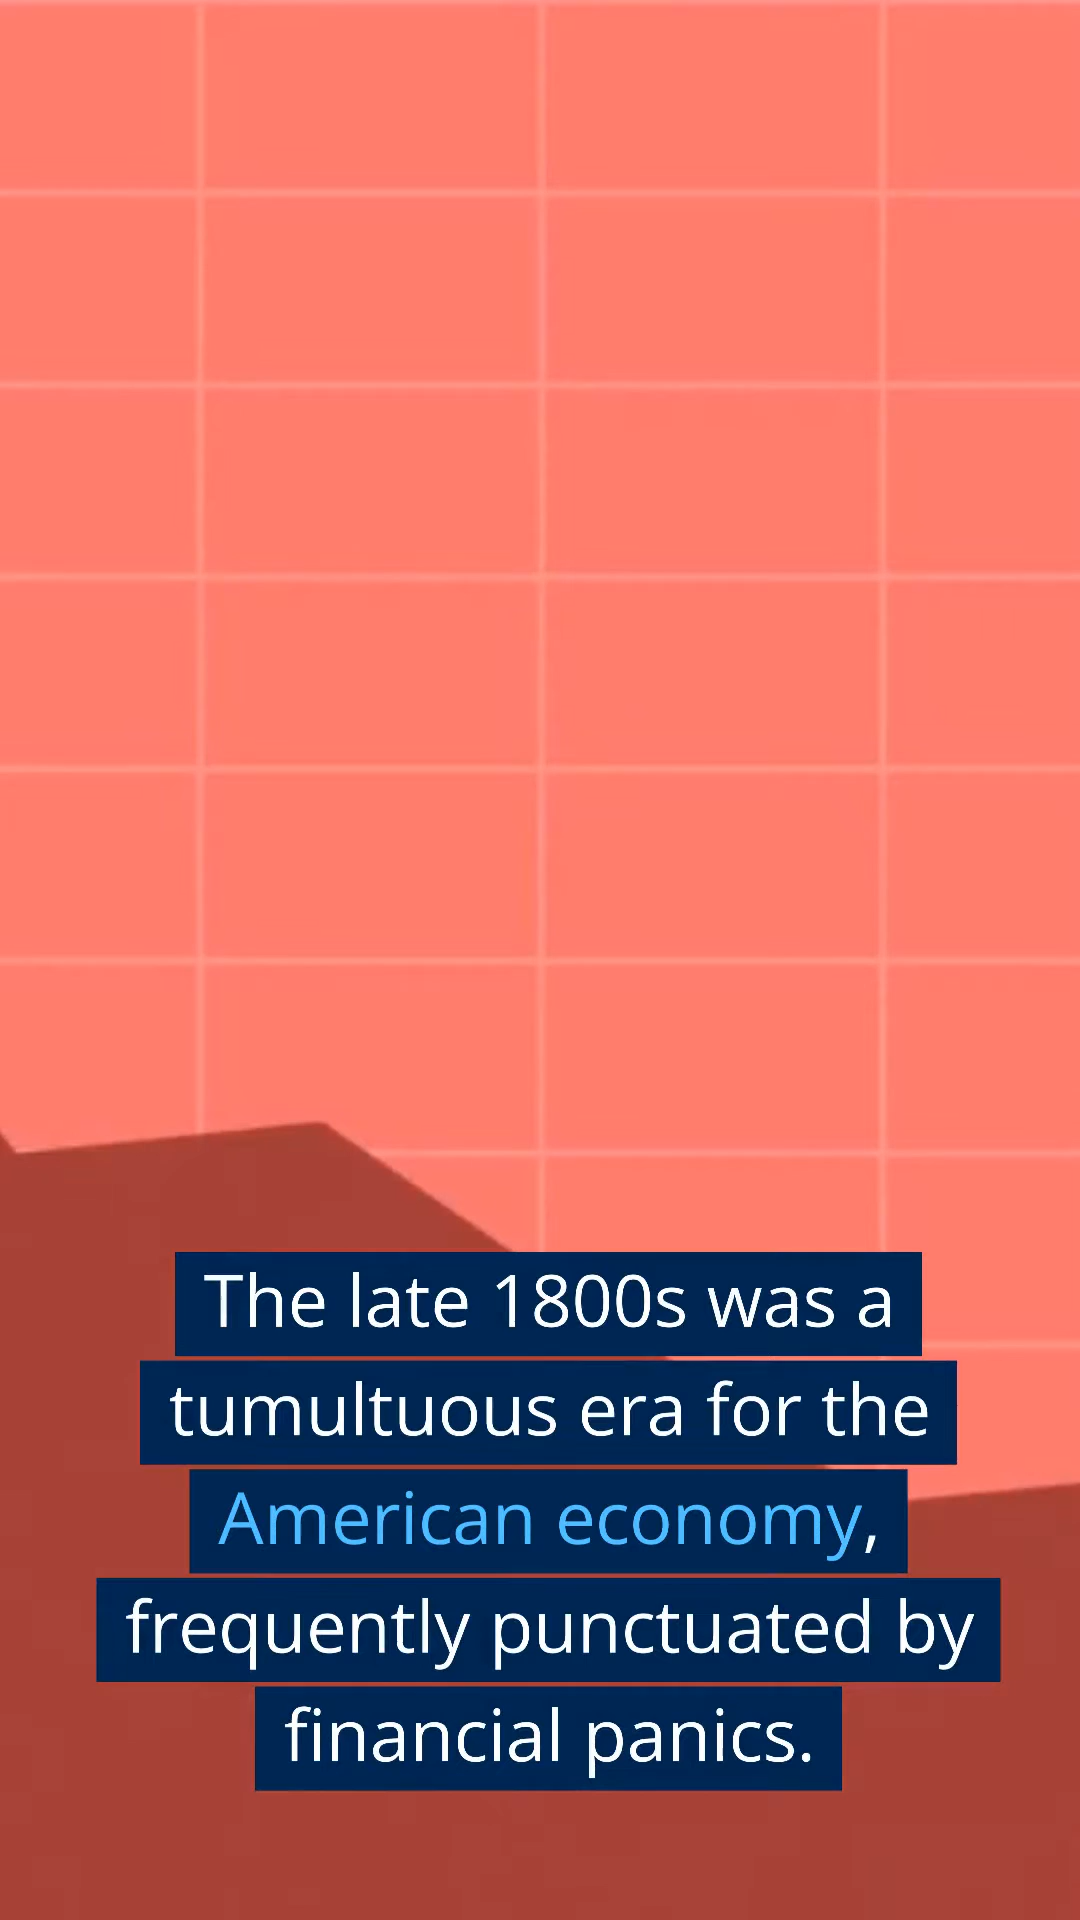 The late 1800s was a
tumultuous era for the
American economy,
frequently punctuated by
financial panics.